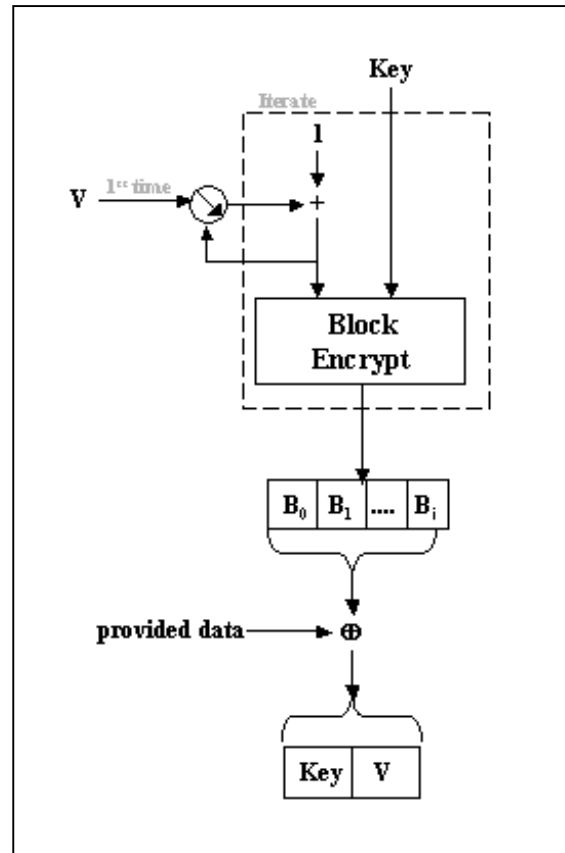 Key
Iterate
1
V 1st time
+
Block
Encrypt
B0 B1 .... Bi
provided data ⊕
Key V